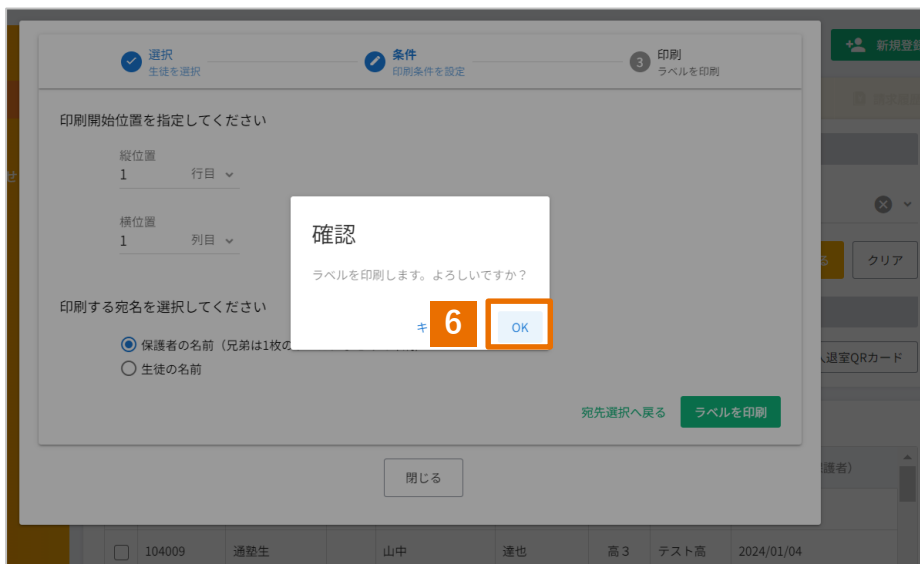 選択
生徒を選択
条件
印刷条件を設定
3
印刷
ラベルを印刷
新規登録
印刷開始位置を指定してください
縦位置
1 行目
せ
横位置
1 列目
確認
ラベルを印刷します。よろしいですか？
キ
6
OK
る
クリア
印刷する宛名を選択してください
保護者の名前（兄弟は1枚の
生徒の名前
退室QRカード
宛先選択へ戻る
ラベルを印刷
閉じる
護者）
104009 通塾生 山中 達也 高3 テスト高 2024/01/04